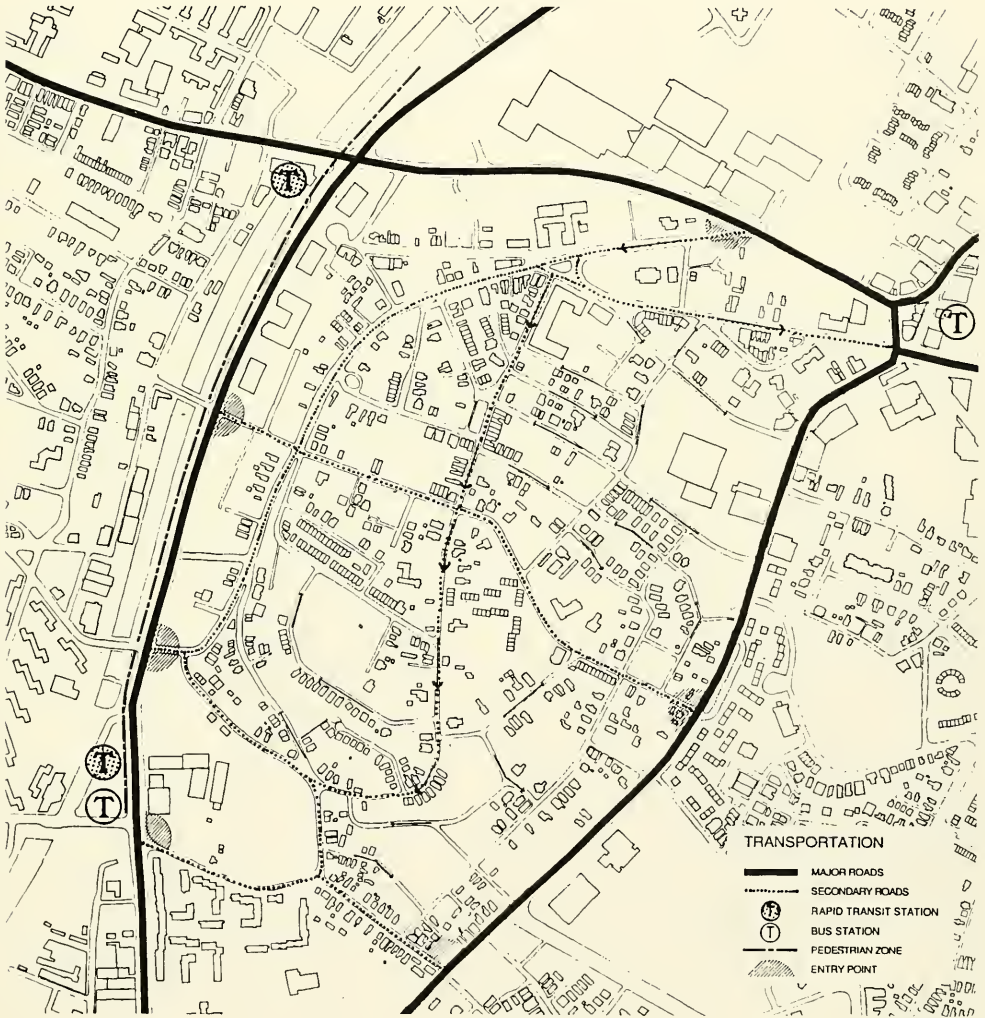 T
T
T
T
TRANSPORTATION
MAJOR ROADS
SECONDARY ROADS
T RAPID TRANSIT STATION
T BUS STATION
PEDESTRIAN ZONE
ENTRY POINT